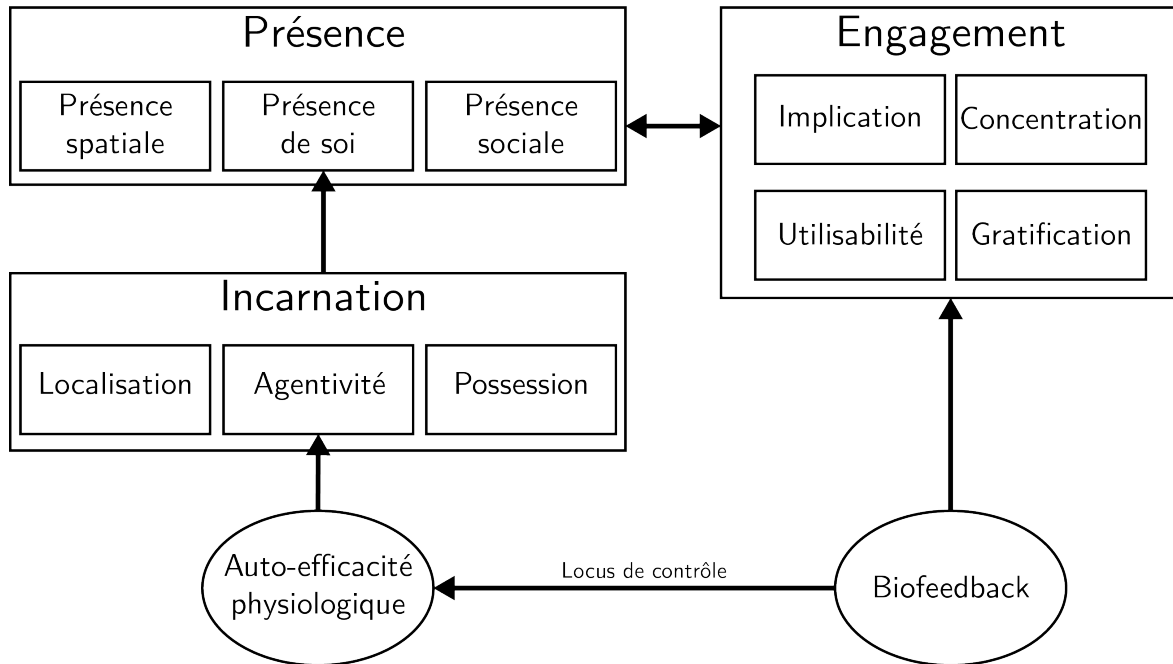 Présence
Présence
spatiale
Présence
de soi
Présence
sociale
Engagement
Implication
Concentration
Utilisabilité
Gratification
Incarnation
Localisation
Agentivité
Possession
Auto-efficacité
physiologique
Locus de contrôle
Biofeedback